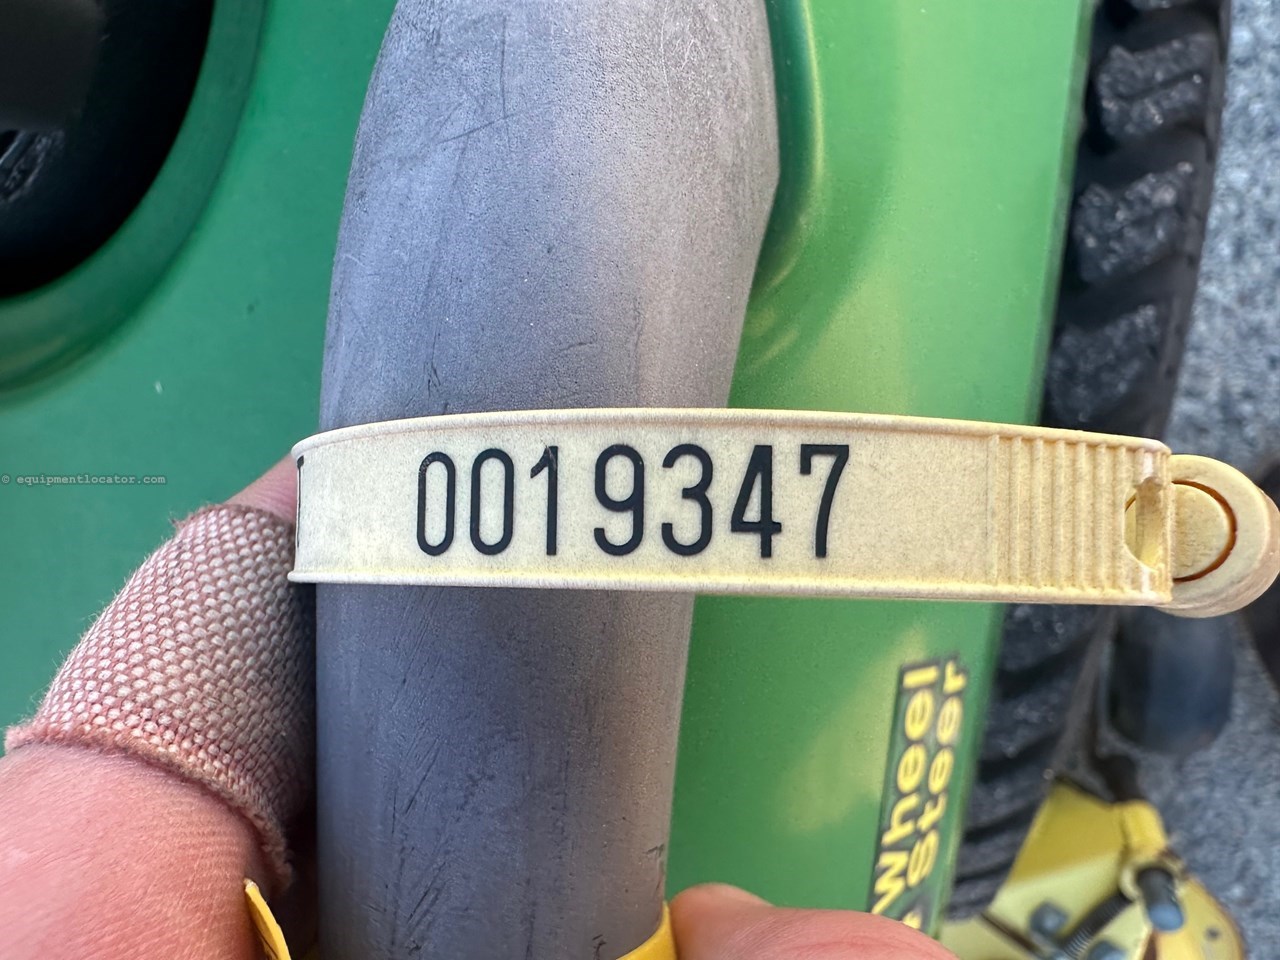 © equipmentlocator.com
0019347
Wheel
Steer